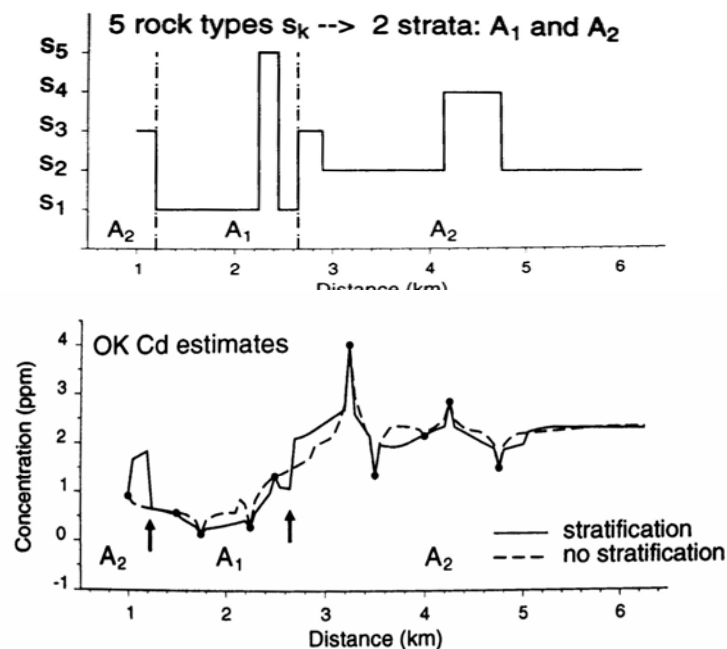 5 rock types sk --> 2 strata: A1 and A2
S5
S4
S3
S2
S1
A2 A1 A2
1 2 3 4 5 6
Distance (km)
OK Cd estimates
Concentration (ppm)
4
3
2
1
0
-1
stratification
no stratification
A2 A1 A2
1 2 3 4 5 6
Distance (km)